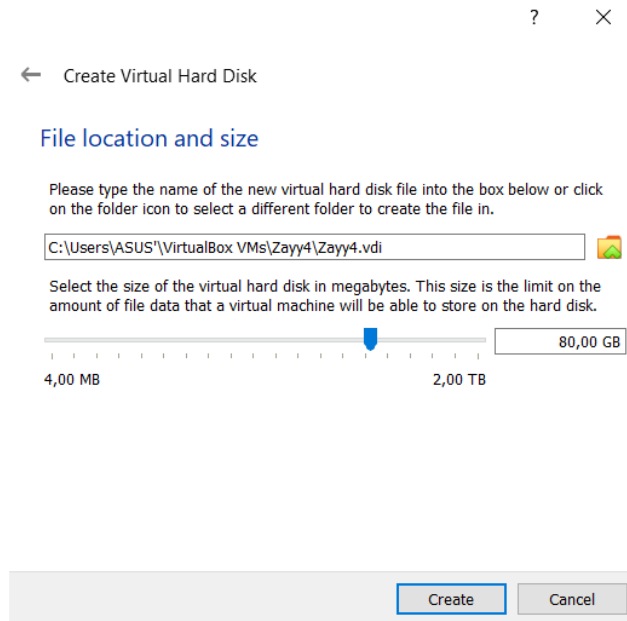 ?
Create Virtual Hard Disk
File location and size
Please type the name of the new virtual hard disk file into the box below or click
on the folder icon to select a different folder to create the file in.
C:\Users\ASUS'\VirtualBox VMs\Zayy4\Zayy4.vdi
Select the size of the virtual hard disk in megabytes. This size is the limit on the
amount of file data that a virtual machine will be able to store on the hard disk.
80,00 GB
4,00 MB 2,00 TB
Create Cancel